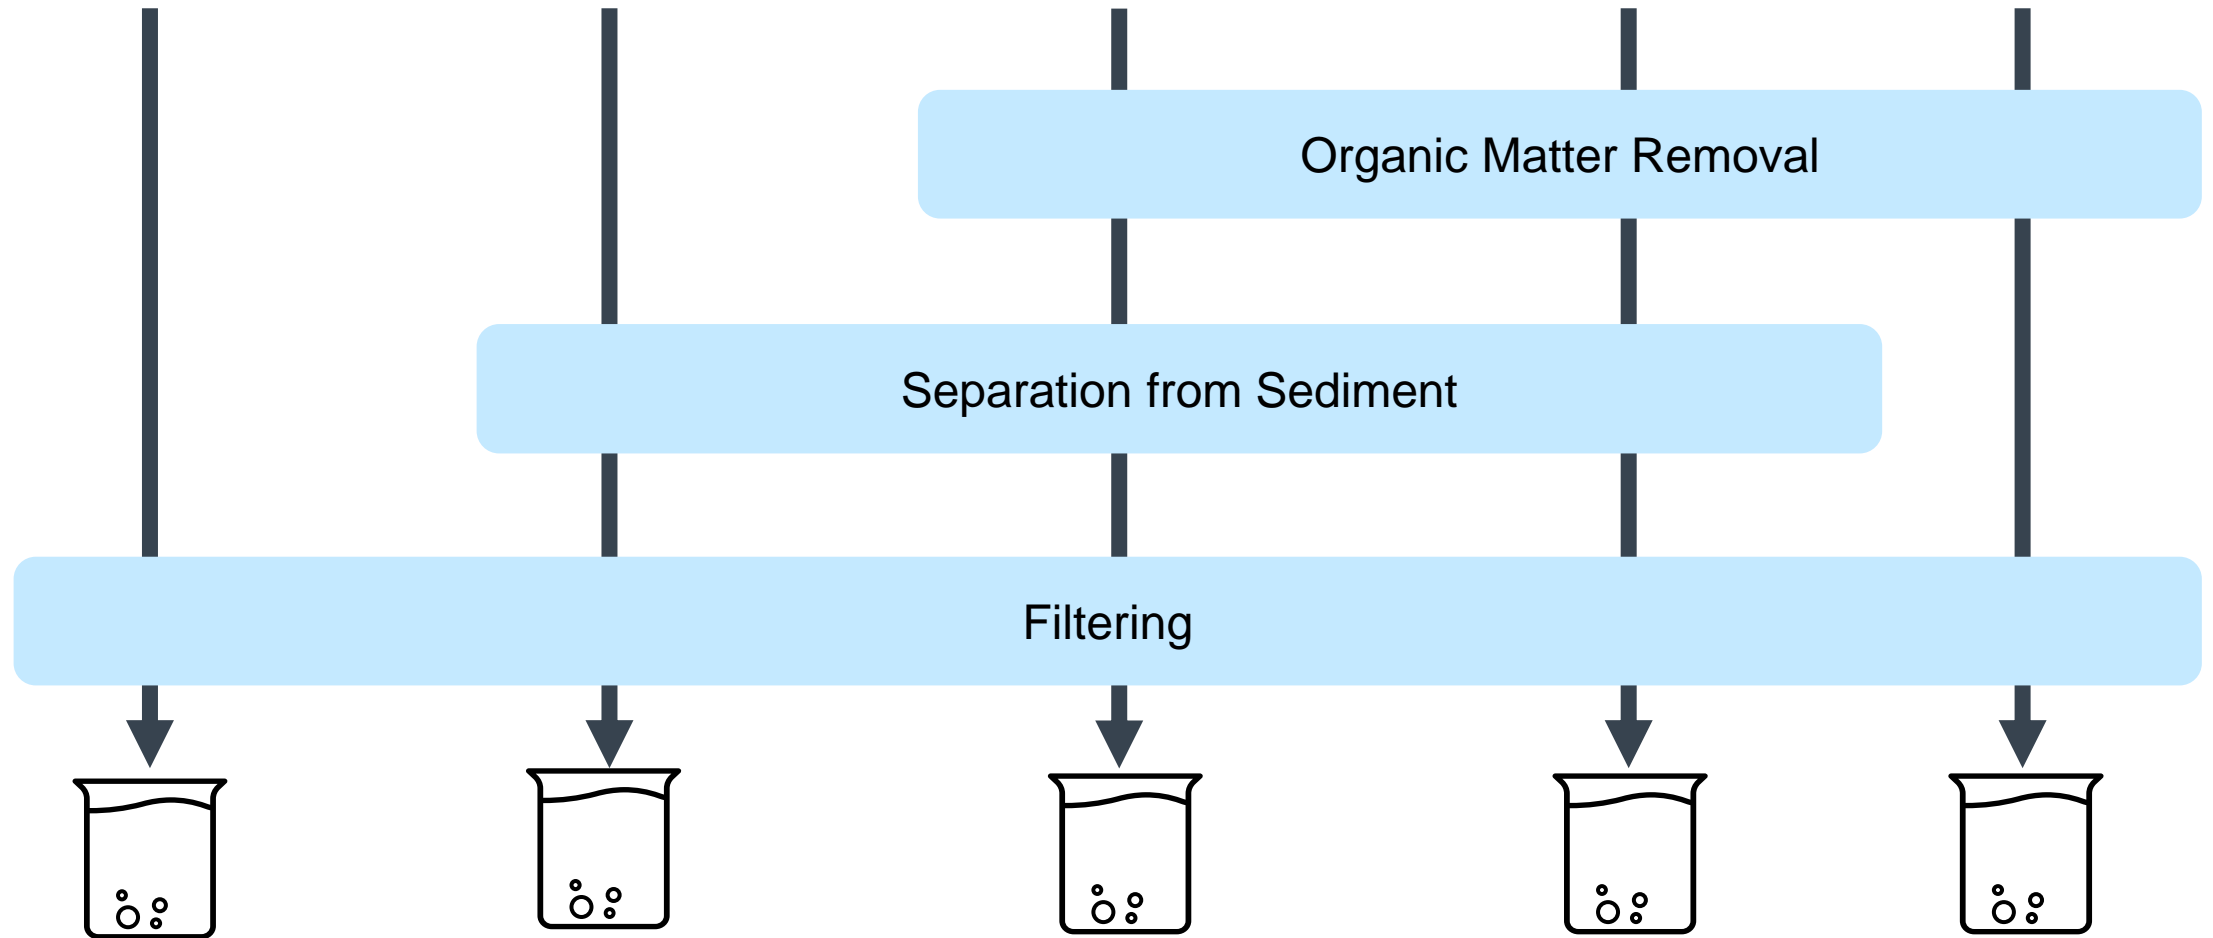 Organic Matter Removal
Separation from Sediment
Filtering